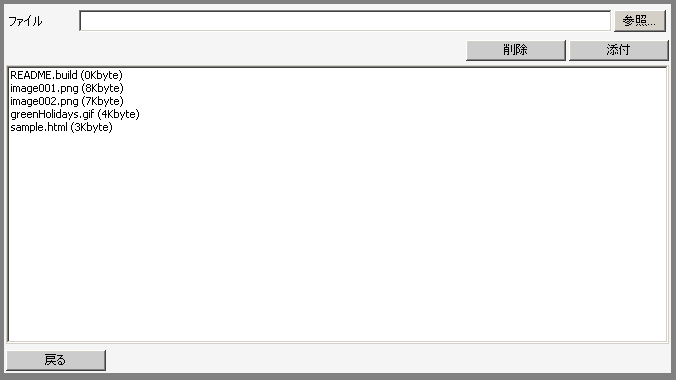 ファイル 参照...
削除 添付
README.build (0Kbyte)
image001.png (8Kbyte)
image002.png (7Kbyte)
greenHolidays.gif (4Kbyte)
sample.html (3Kbyte)
戻る